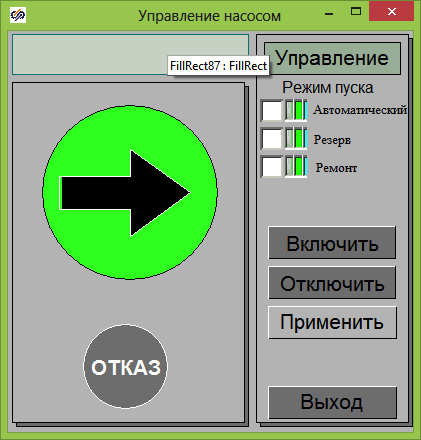 Управление насосом
FillRect87 : FillRect
Управление
Режим пуска
Автоматический
Резерв
Ремонт
Включить
Отключить
Применить
ОТКАЗ
Выход